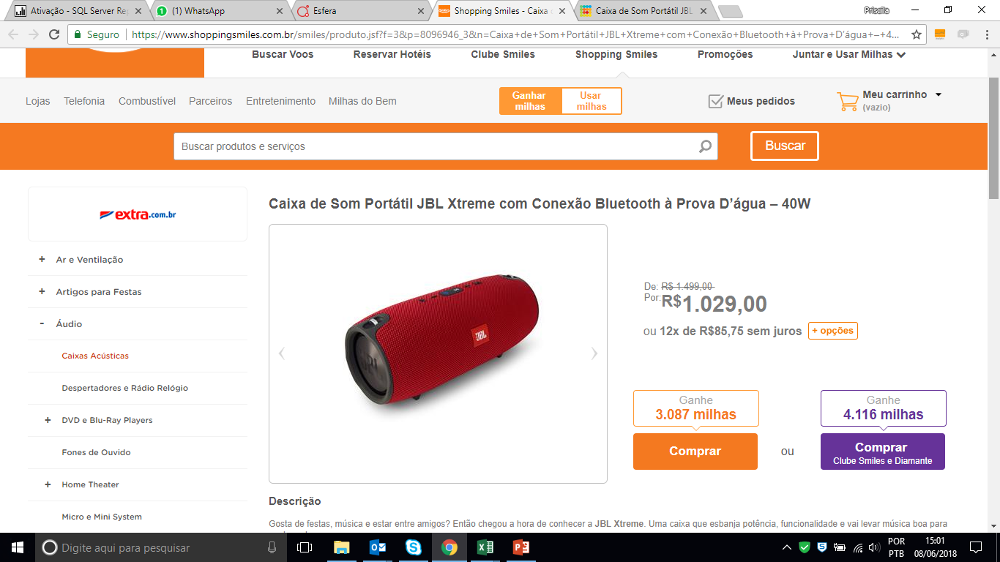 Ativação - SQL Server Rep
(1) WhatsApp
Esfera
Shopping Smiles - Caixa d
Caixa de Som Portátil JBL
Priscila
Seguro
https://www.shoppingsmiles.com.br/smiles/produto.jsf?f=3&p=8096946_3&n=Caixa+de+Som+Portátil+JBL+Xtreme+com+Conexão+Bluetooth+à+Prova+D'água+–+4...
Buscar Voos
Reservar Hotéis
Clube Smiles
Shopping Smiles
Promoções
Juntar e Usar Milhas
Lojas
Telefonia
Combustível
Parceiros
Entretenimento
Milhas do Bem
Ganhar
milhas
Usar
milhas
Meus pedidos
Meu carrinho
(vazio)
Buscar produtos e serviços
Buscar
extra.com.br
+ Ar e Ventilação
+ Artigos para Festas
- Áudio
Caixas Acústicas
Despertadores e Rádio Relógio
+ DVD e Blu-Ray Players
Fones de Ouvido
+ Home Theater
Micro e Mini System
Caixa de Som Portátil JBL Xtreme com Conexão Bluetooth à Prova D'água – 40W
JBL
De: R$ 1.499,00
Por: R$1.029,00
ou 12x de R$85,75 sem juros
+ opções
Ganhe
3.087 milhas
Comprar
ou
Ganhe
4.116 milhas
Comprar
Clube Smiles e Diamante
Descrição
Gosta de festas, música e estar entre amigos? Então chegou a hora de conhecer a JBL Xtreme. Uma caixa que esbanja potência, funcionalidade e vai levar música boa para
Digite aqui para pesquisar
POR
PTB
15:01
08/06/2018